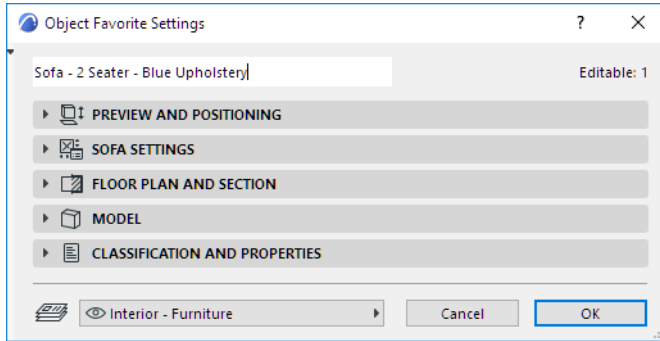 Object Favorite Settings ?
Sofa - 2 Seater - Blue Upholstery Editable: 1
PREVIEW AND POSITIONING
SOFA SETTINGS
FLOOR PLAN AND SECTION
MODEL
CLASSIFICATION AND PROPERTIES
Interior - Furniture Cancel OK